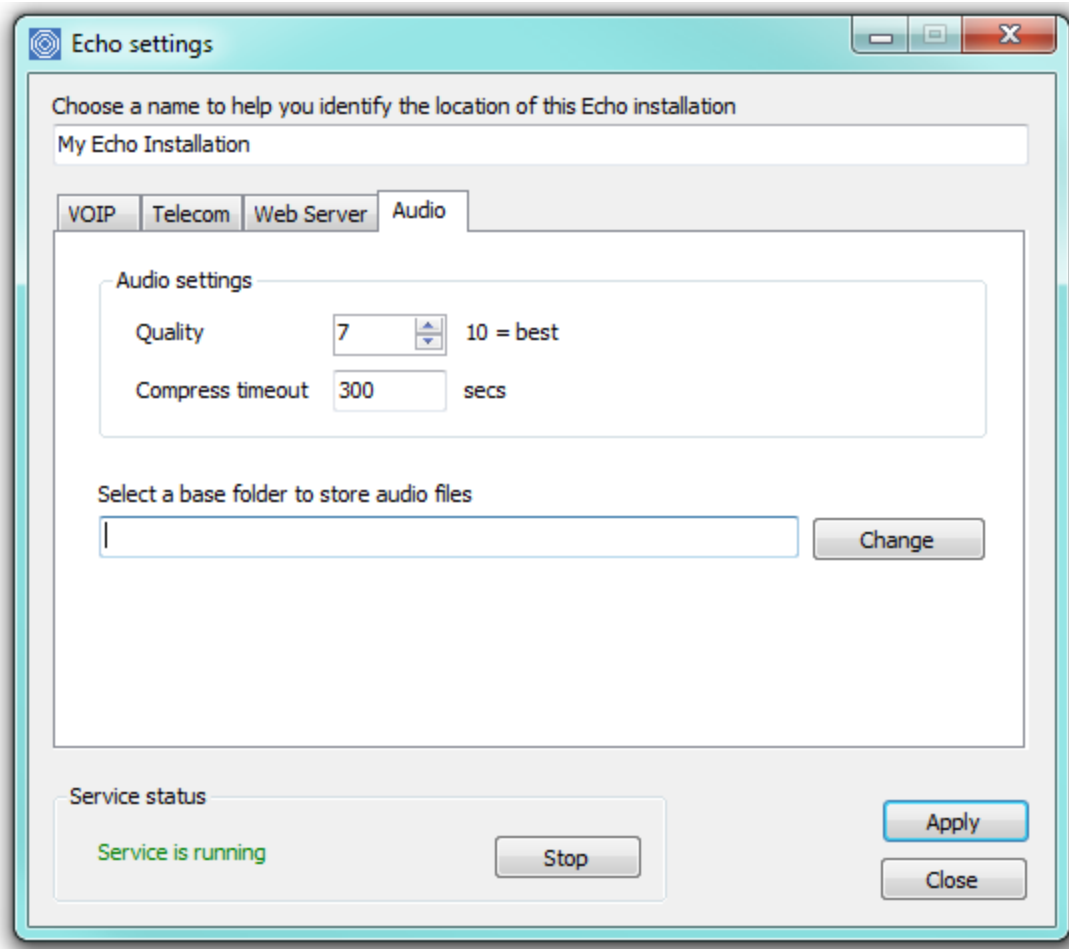 Echo settings
Choose a name to help you identify the location of this Echo installation
My Echo Installation
VOIP Telecom Web Server Audio
Audio settings
Quality 7 10 = best
Compress timeout 300 secs
Select a base folder to store audio files
Change
Service status
Service is running
Stop
Apply
Close